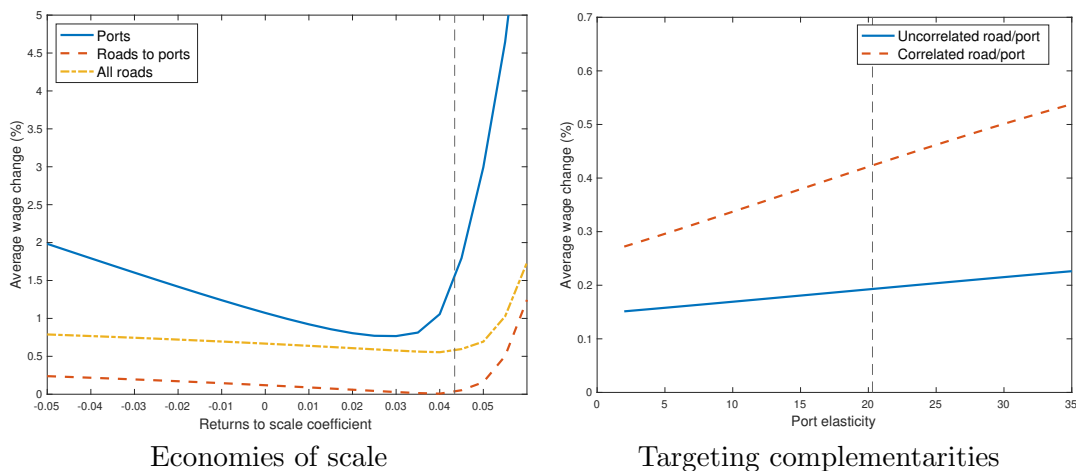 Ports
Roads to ports
All roads
5
4.5
4
3.5
3
2.5
2
1.5
1
0.5
0
Average wage change (%)
-0.05 -0.04 -0.03 -0.02 -0.01 0 0.01 0.02 0.03 0.04 0.05
Returns to scale coefficient
Economies of scale
Uncorrelated road/port
Correlated road/port
0.7
0.6
0.5
0.4
0.3
0.2
0.1
0
Average wage change (%)
0 5 10 15 20 25 30 35
Port elasticity
Targeting complementarities